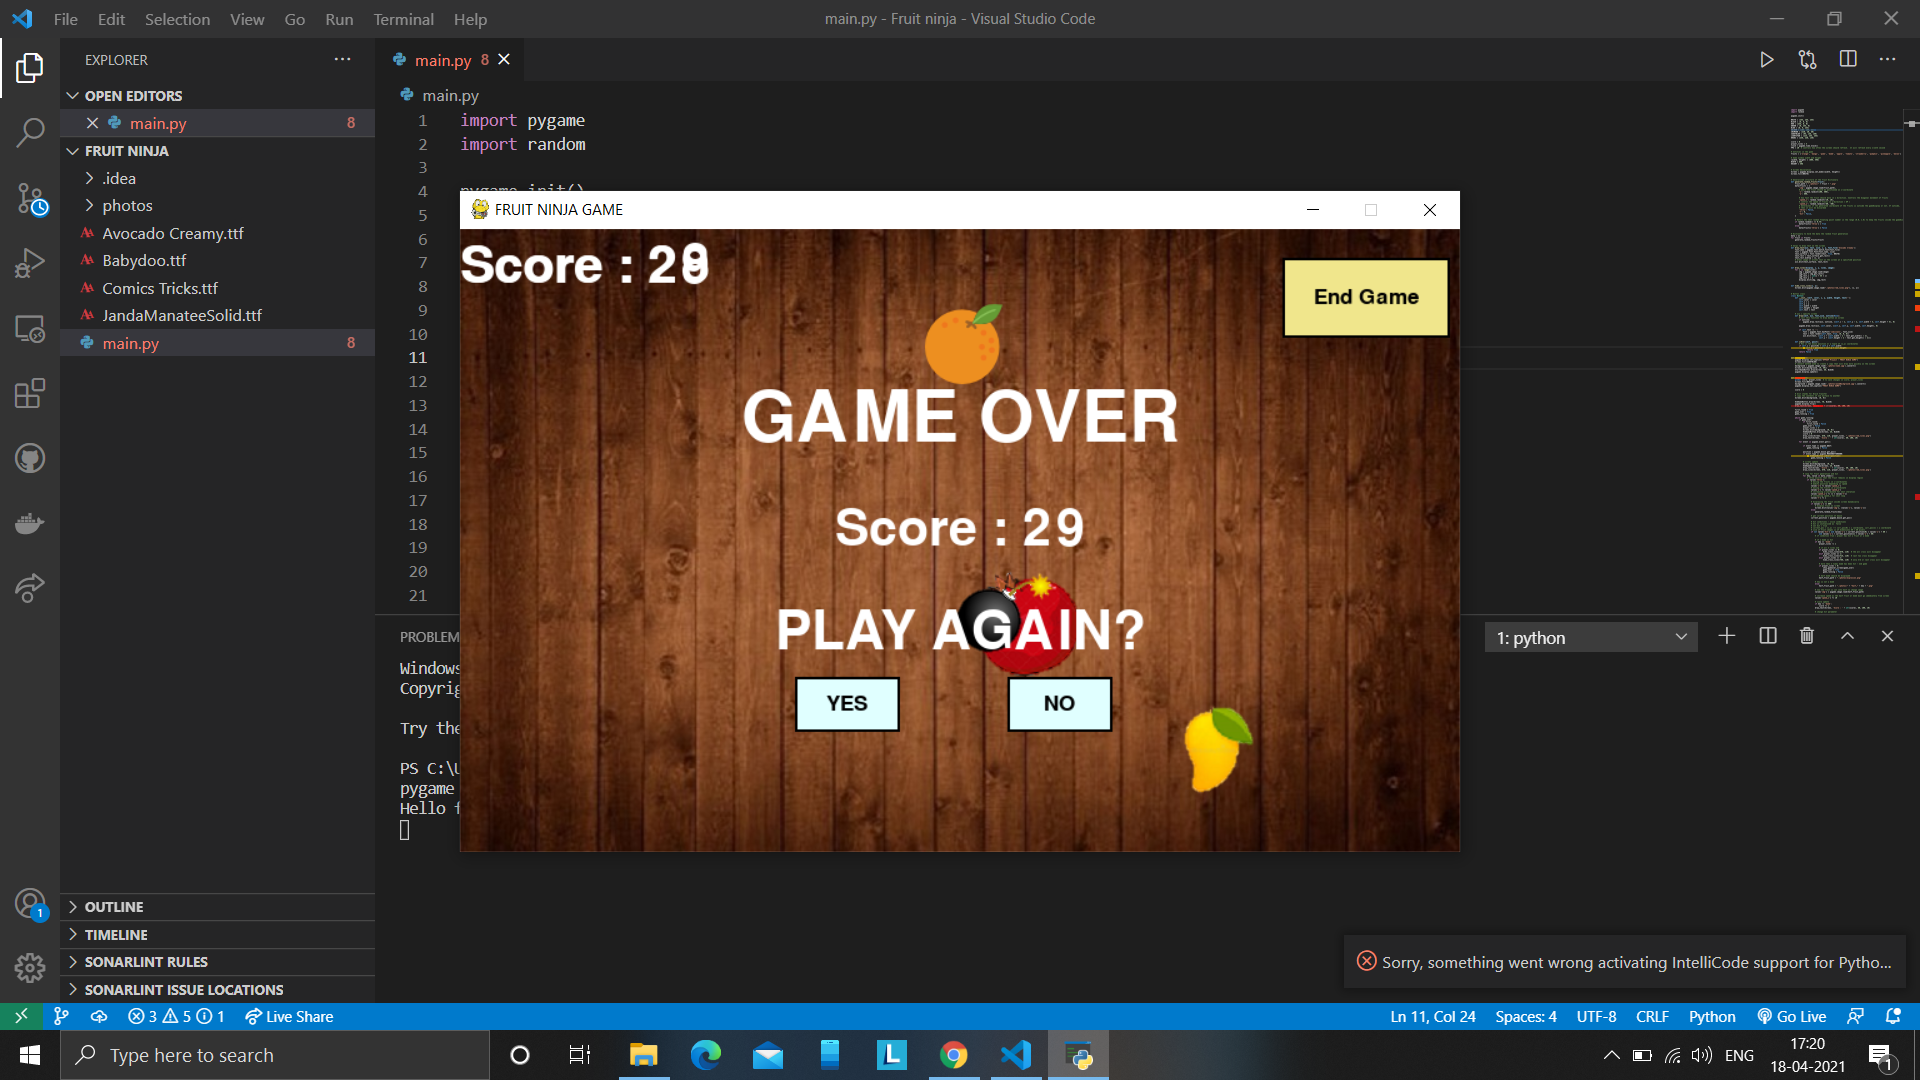 File Edit Selection View Go Run Terminal Help
main.py - Fruit ninja - Visual Studio Code
EXPLORER
OPEN EDITORS
main.py 8
FRUIT NINJA
.idea
photos
Avocado Creamy.ttf
Babydoo.ttf
Comics Tricks.ttf
JandaManateeSolid.ttf
main.py 8
OUTLINE
TIMELINE
SONARLINT RULES
SONARLINT ISSUE LOCATIONS
main.py 8
main.py
1 import pygame
2 import random
3
4 pygame.init()
5
6
7
8
9
10
11
12
13
14
15
16
17
18
19
20
21
FRUIT NINJA GAME
Score : 2
End Game
GAME OVER
Score : 29
PLAY AGAIN?
YES NO
PROBLEM
1: python
Windows
Copyrig
Try the
PS C:\U
pygame
Hello f
Sorry, something went wrong activating IntelliCode support for Pytho...
3 5 1 Live Share
Ln 11, Col 24 Spaces: 4 UTF-8 CRLF Python Go Live
Type here to search
L
ENG
17:20
18-04-2021
1
1